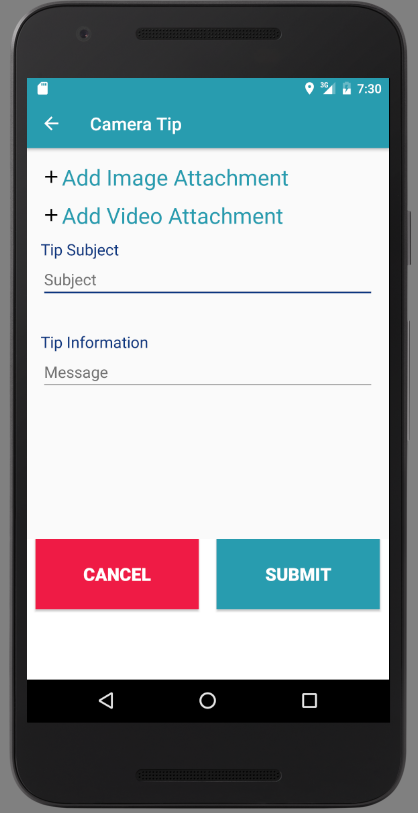 3G 7:30
Camera Tip
+ Add Image Attachment
+ Add Video Attachment
Tip Subject
Subject
Tip Information
Message
CANCEL SUBMIT